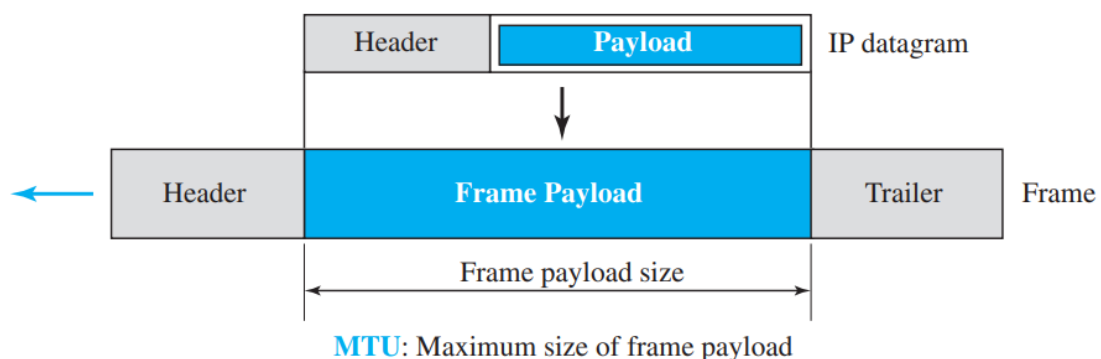 Header Payload IP datagram
Header Frame Payload Trailer Frame
Frame payload size
MTU: Maximum size of frame payload